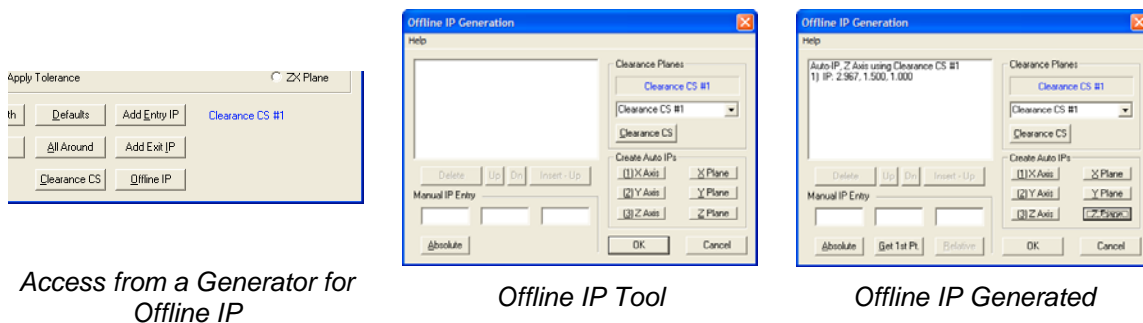 Apply Tolerance
ZX Plane
th
Defaults
Add Entry IP
Clearance CS #1
All Around
Add Exit IP
Clearance CS
Offline IP
Access from a Generator for
Offline IP
Offline IP Generation
Help
Clearance Planes
Clearance CS #1
Clearance CS #1
Clearance CS
Create Auto IPs
Delete
Up
Dn
Insert - Up
(1) X Axis
X Plane
Manual IP Entry
(2) Y Axis
Y Plane
(3) Z Axis
Z Plane
Absolute
OK
Cancel
Offline IP Tool
Offline IP Generation
Help
Auto-IP, Z Axis using Clearance CS #1
1) IP: 2.967, 1.500, 1.000
Clearance Planes
Clearance CS #1
Clearance CS #1
Clearance CS
Create Auto IPs
Delete
Up
Dn
Insert - Up
(1) X Axis
X Plane
Manual IP Entry
(2) Y Axis
Y Plane
(3) Z Axis
Z Plane
Absolute
Get 1st Pt.
Relative
OK
Cancel
Offline IP Generated